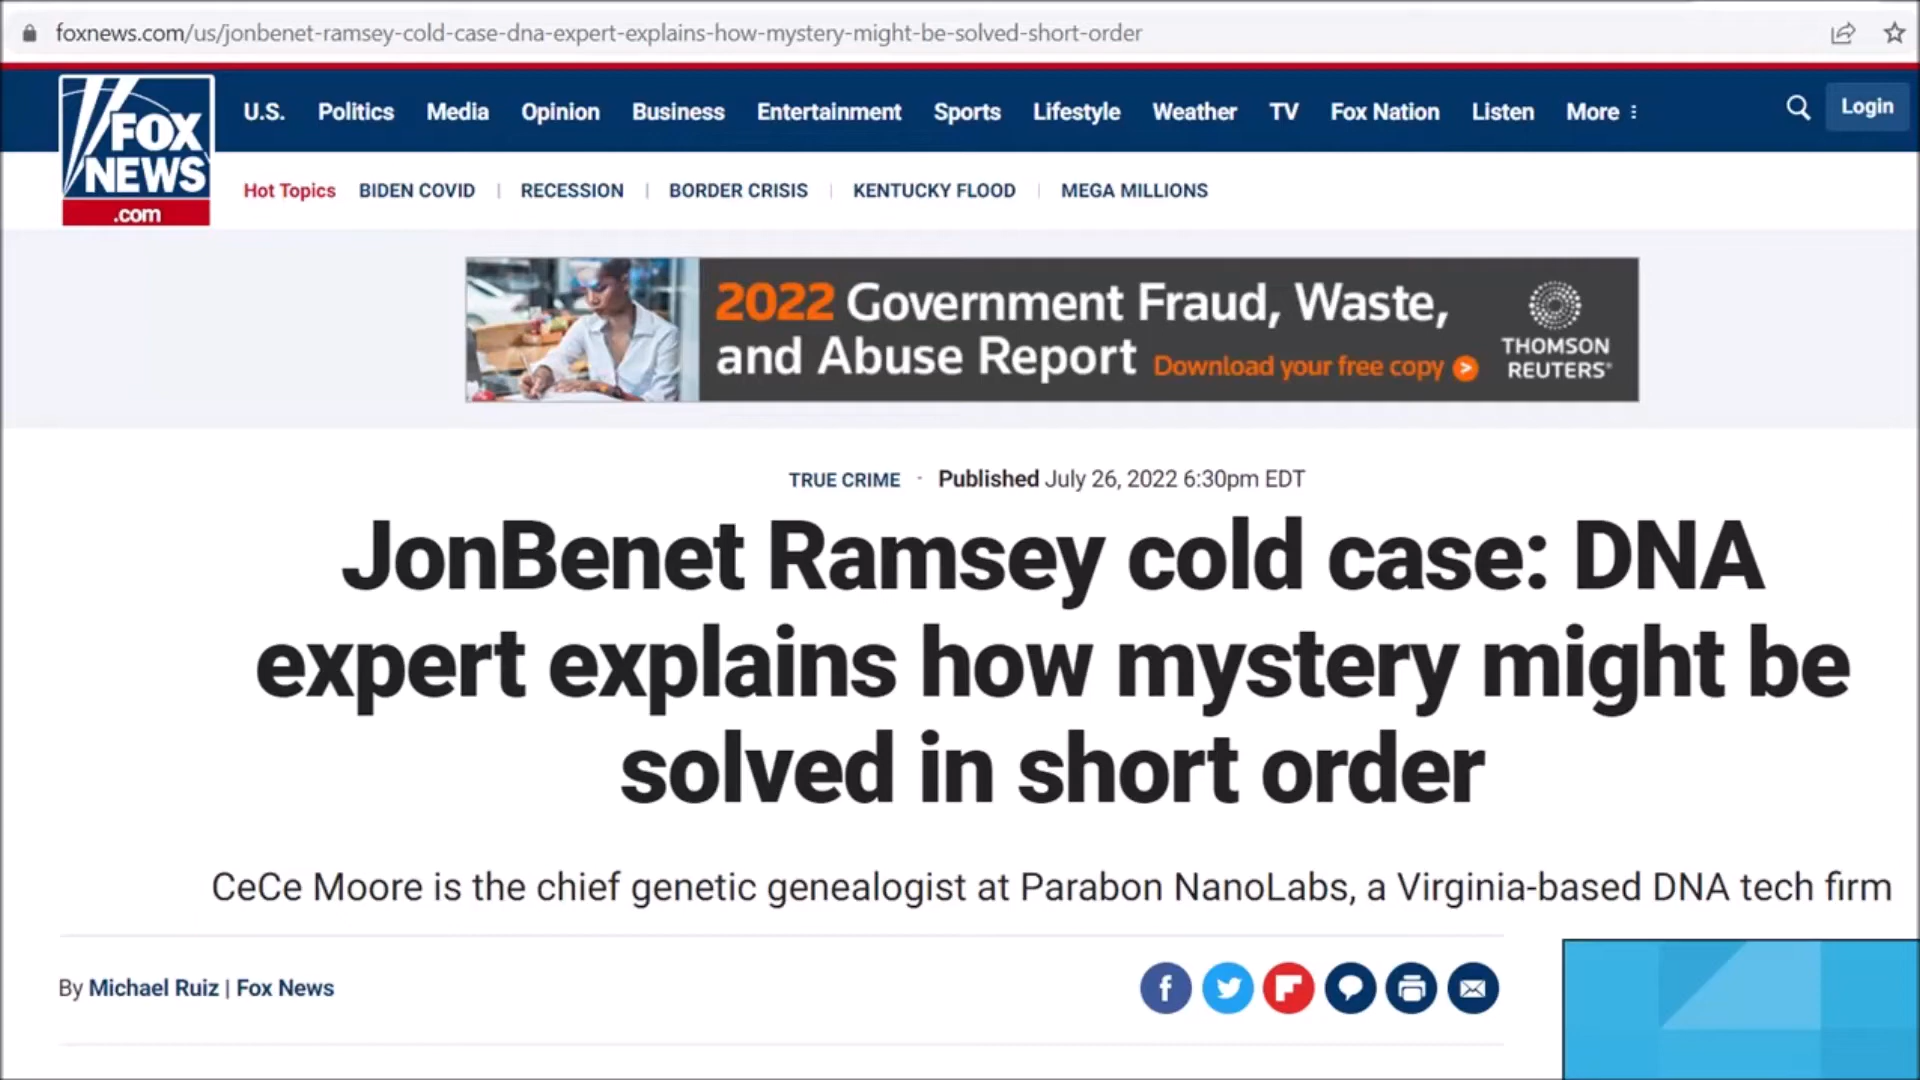 foxnews.com/us/jonbenet-ramsey-cold-case-dna-expert-explains-how-mystery-might-be-solved-short-order
FOX NEWS .com
U.S. Politics Media Opinion Business Entertainment Sports Lifestyle Weather TV Fox Nation Listen More Login
Hot Topics BIDEN COVID | RECESSION | BORDER CRISIS | KENTUCKY FLOOD | MEGA MILLIONS
2022 Government Fraud, Waste,
and Abuse Report Download your free copy >
THOMSON
REUTERS®
TRUE CRIME · Published July 26, 2022 6:30pm EDT
JonBenet Ramsey cold case: DNA
expert explains how mystery might be
solved in short order
CeCe Moore is the chief genetic genealogist at Parabon NanoLabs, a Virginia-based DNA tech firm
By Michael Ruiz | Fox News